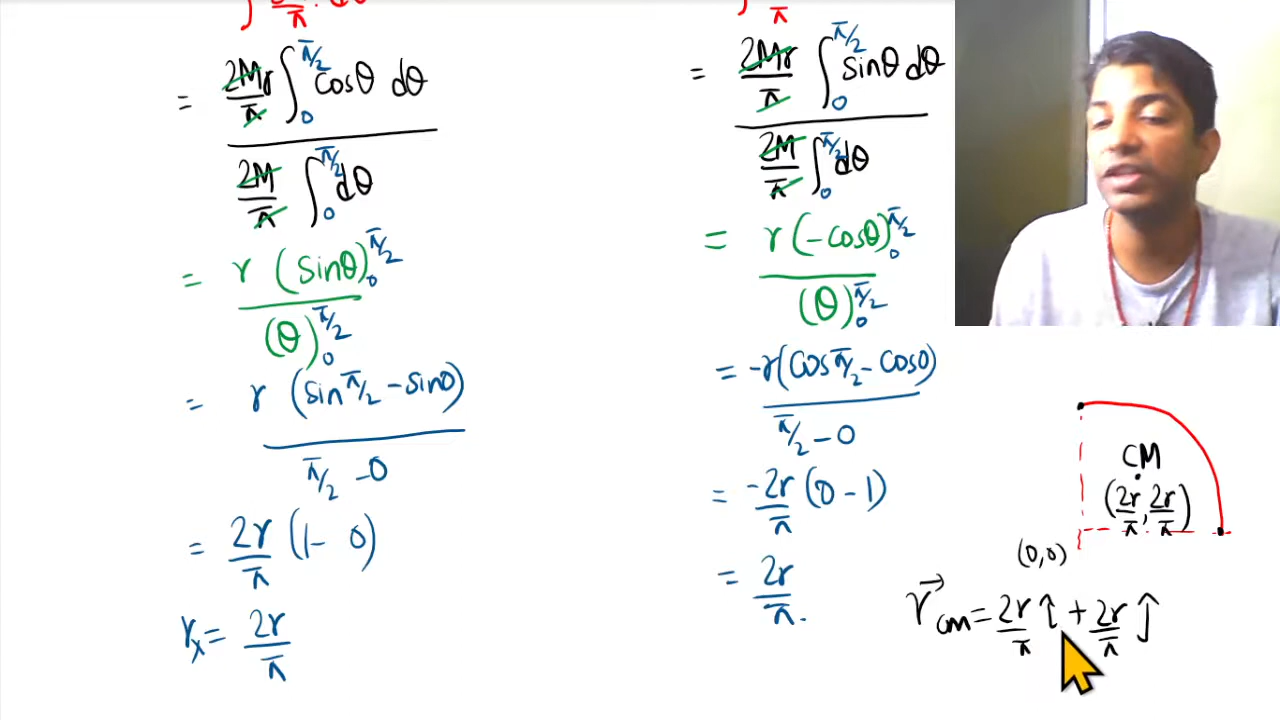 = 2Mr/π ∫₀^π/2 cosθ dθ
2M/π ∫₀^π/2 dθ
= r (sinθ)₀^π/2
(θ)₀^π/2
= r (sin π/2 - sin0)
π/2 - 0
= 2r/π (1 - 0)
rₓ = 2r/π
= 2Mr/π ∫₀^π/2 sinθ dθ
2M/π ∫₀^π/2 dθ
= r (-cosθ)₀^π/2
(θ)₀^π/2
= -r (cos π/2 - cos0)
π/2 - 0
= -2r/π (0 - 1)
= 2r/π.
CM
(2r/π, 2r/π)
(0,0)
r⃗cm = 2r/π î + 2r/π ĵ